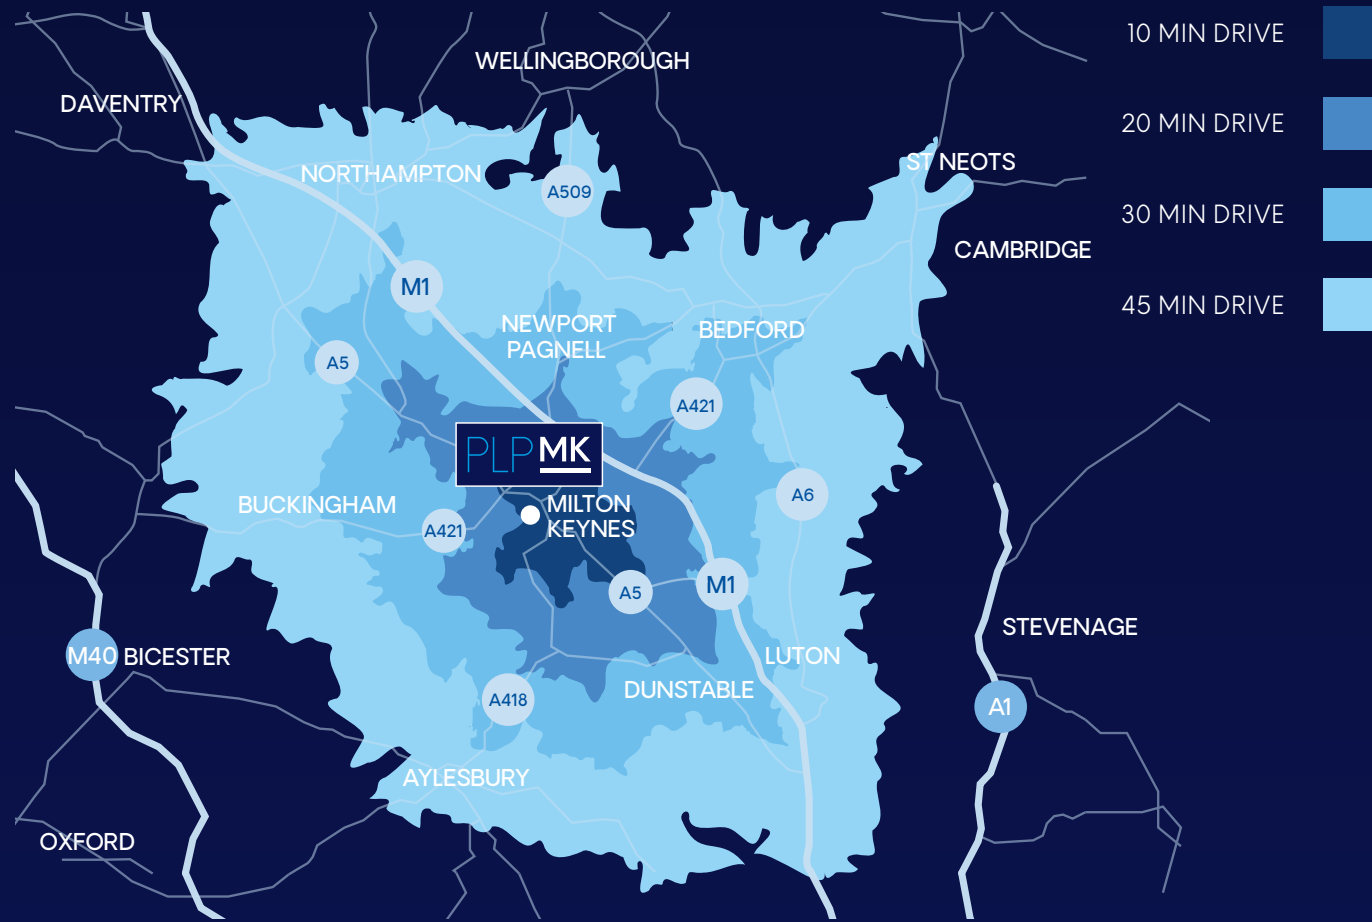 10 MIN DRIVE
WELLINGBOROUGH
DAVENTRY
20 MIN DRIVE
ST NEOTS
NORTHAMPTON
A509
30 MIN DRIVE
CAMBRIDGE
M1
45 MIN DRIVE
NEWPORT
PAGNELL
BEDFORD
A5
A421
PLP MK
A6
BUCKINGHAM
MILTON
KEYNES
A421
M1
A5
STEVENAGE
M40
BICESTER
LUTON
DUNSTABLE
A418
A1
AYLESBURY
OXFORD